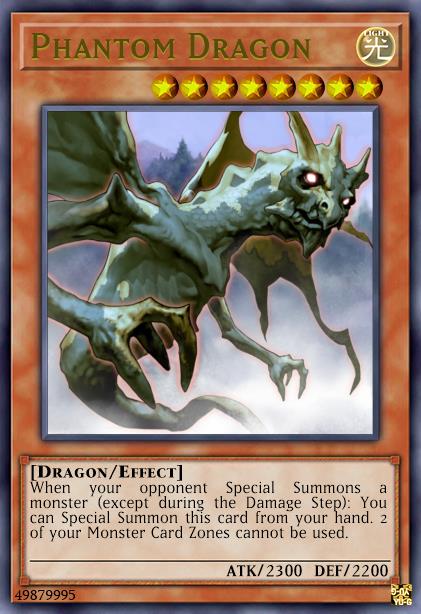 PHANTOM DRAGON
LIGHT
光
[DRAGON/EFFECT]
When your opponent Special Summons a
monster (except during the Damage Step): You
can Special Summon this card from your hand. 2
of your Monster Card Zones cannot be used.
ATK/2300 DEF/2200
49879995